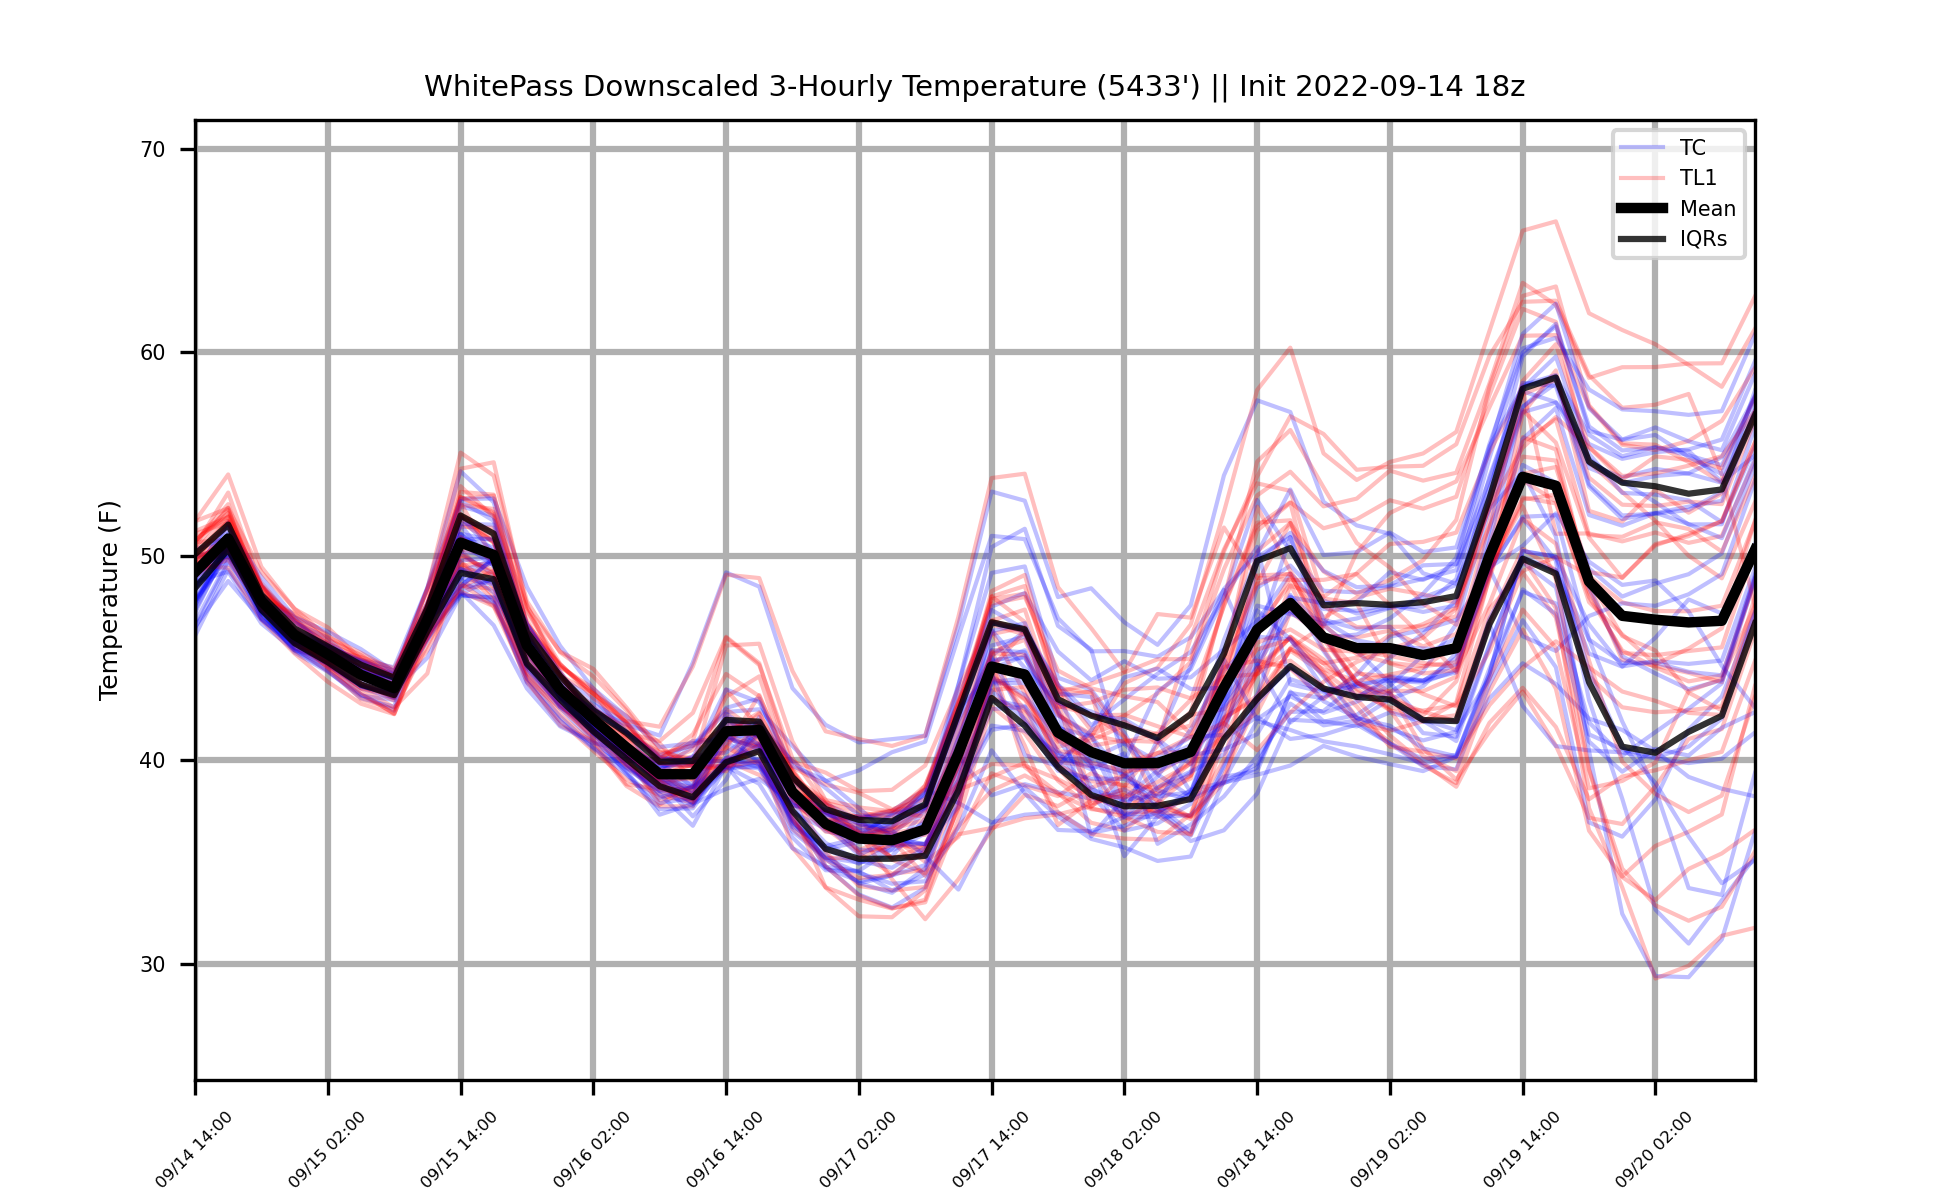 WhitePass Downscaled 3-Hourly Temperature (5433') || Init 2022-09-14 18z
TC
TL1
Mean
IQRs
Temperature (F)
70
60
50
40
30
09/14 14:00
09/15 02:00
09/15 14:00
09/16 02:00
09/16 14:00
09/17 02:00
09/17 14:00
09/18 02:00
09/18 14:00
09/19 02:00
09/19 14:00
09/20 02:00